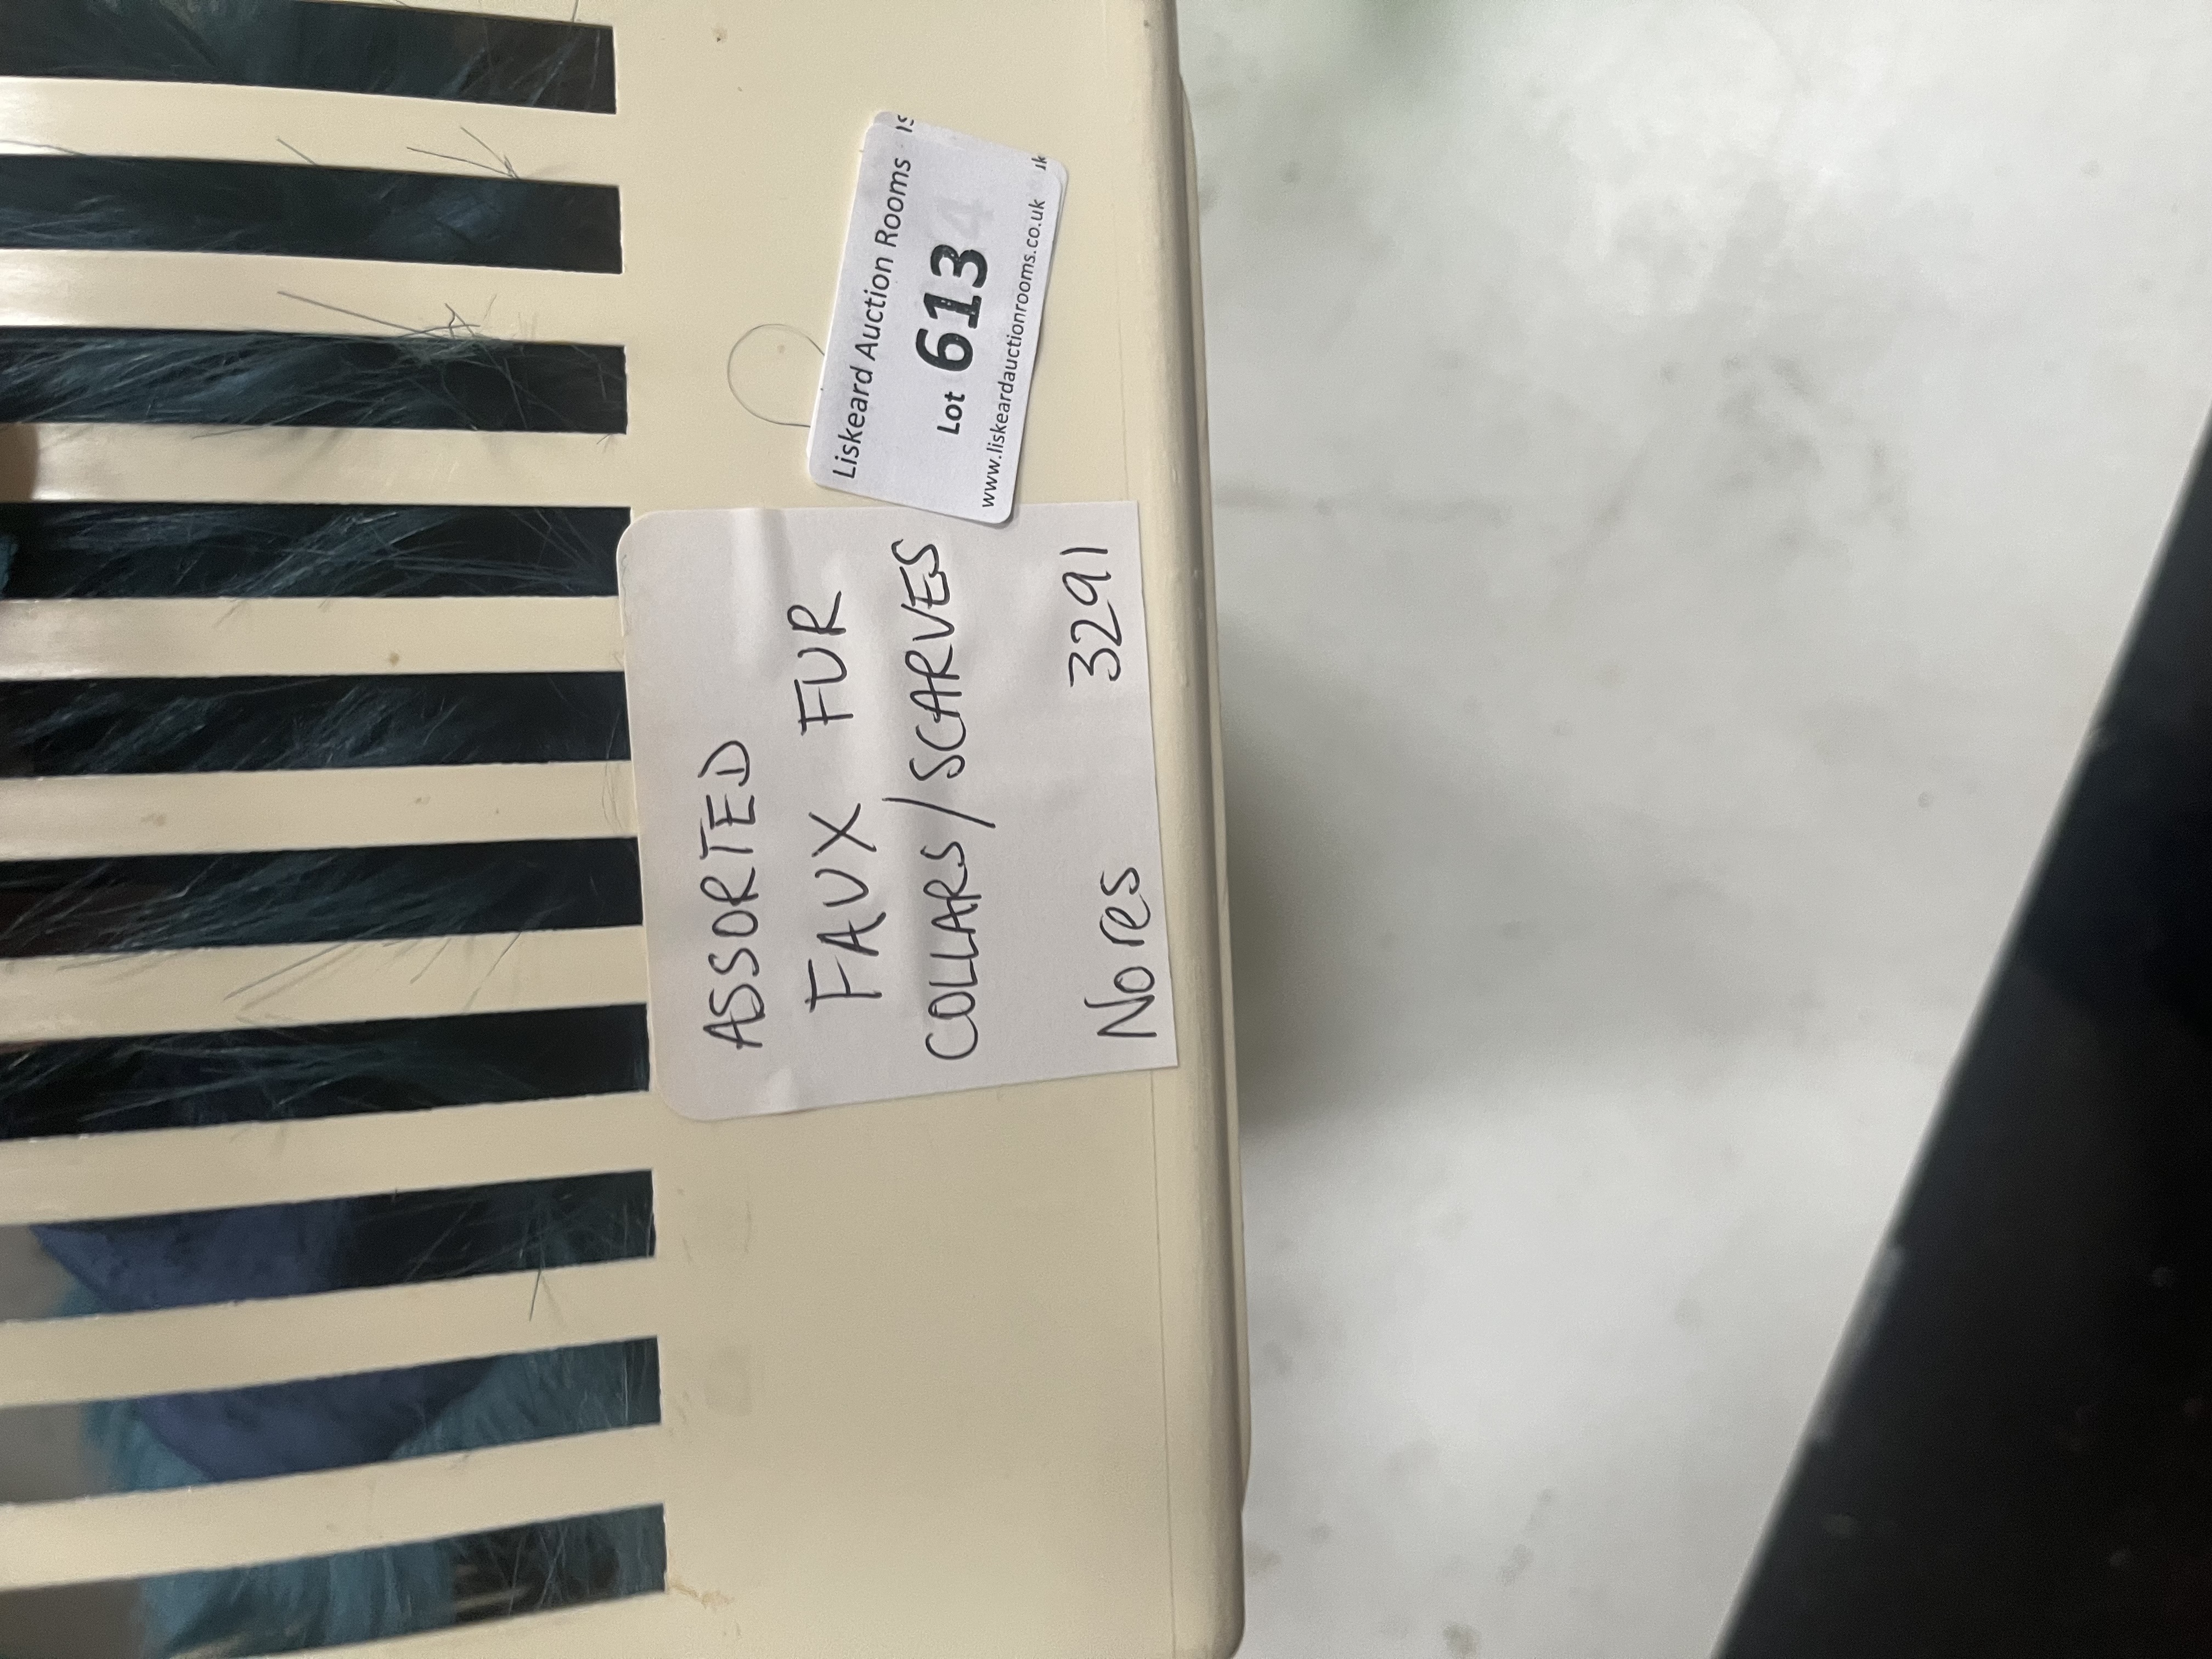 ASSORTED
FAUX FUR
COLLARS/SCARVES
No res 3291
Liskeard Auction Rooms
Lot 613
www.liskeardauctionrooms.co.uk